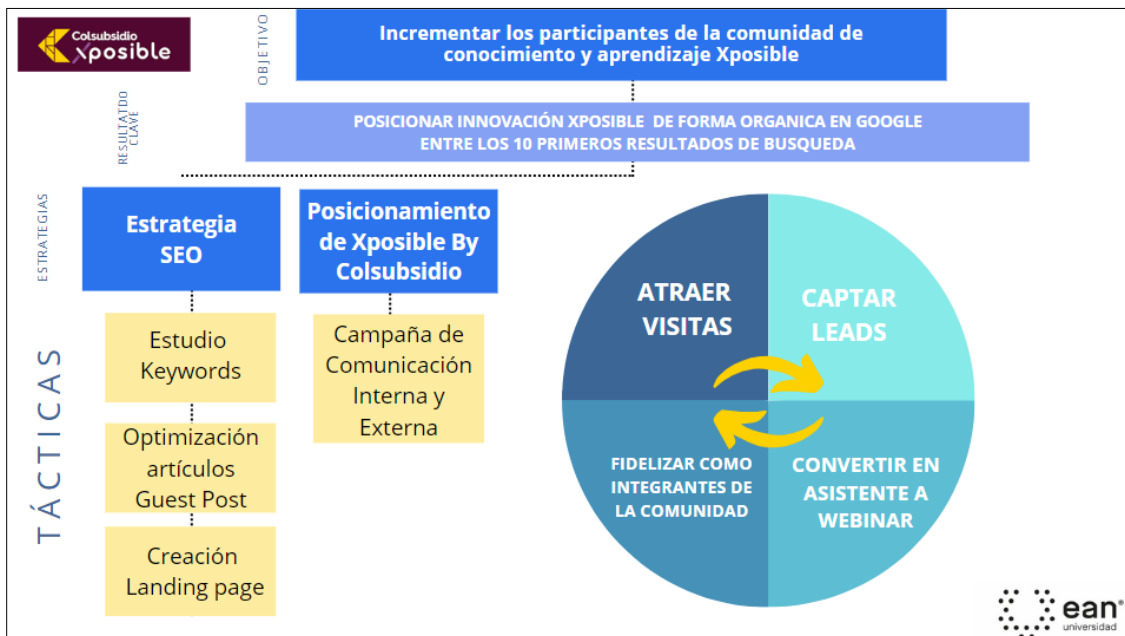 Colsubsidio
Xposible
OBJETIVO
Incrementar los participantes de la comunidad de
conocimiento y aprendizaje Xposible
RESULTATDO
CLAVE
POSICIONAR INNOVACIÓN XPOSIBLE DE FORMA ORGANICA EN GOOGLE
ENTRE LOS 10 PRIMEROS RESULTADOS DE BUSQUEDA
ESTRATEGIAS
Estrategia
SEO
Posicionamiento
de Xposible By
Colsubsidio
TÁCTICAS
Estudio
Keywords
Optimización
artículos
Guest Post
Creación
Landing page
Campaña de
Comunicación
Interna y
Externa
ATRAER
VISITAS
CAPTAR
LEADS
FIDELIZAR COMO
INTEGRANTES DE
LA COMUNIDAD
CONVERTIR EN
ASISTENTE A
WEBINAR
ean®
universidad